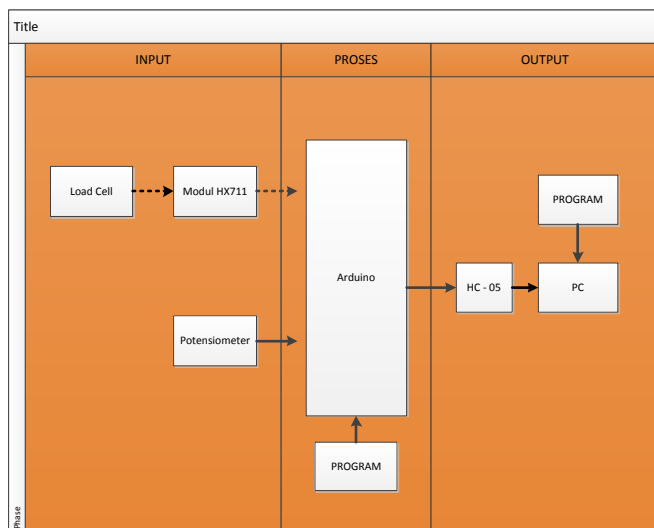 Title
INPUT
PROSES
OUTPUT
Load Cell
Modul HX711
Arduino
PROGRAM
HC - 05
PC
Potensiometer
PROGRAM
Phase